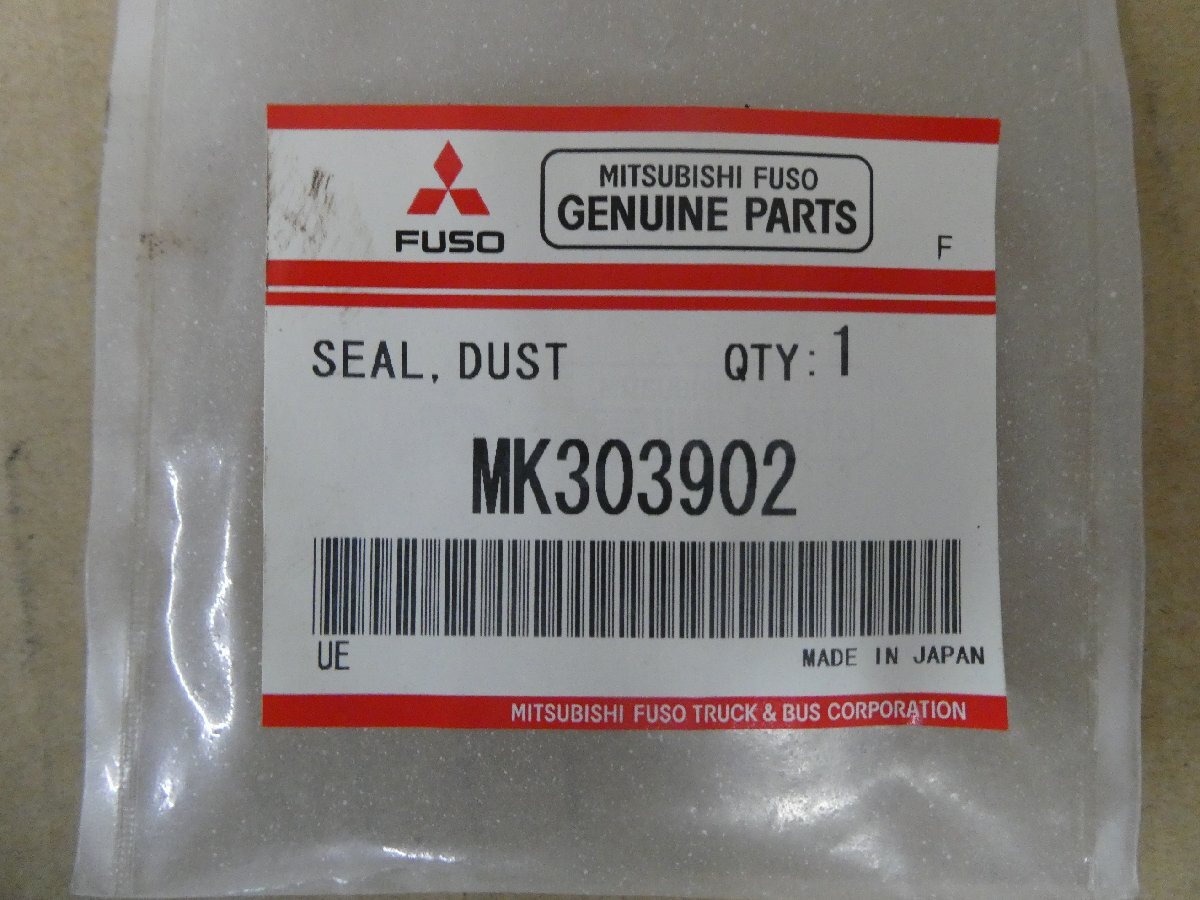 MITSUBISHI FUSO
GENUINE PARTS
FUSO
F
SEAL, DUST QTY: 1
MK303902
UE MADE IN JAPAN
MITSUBISHI FUSO TRUCK & BUS CORPORATION